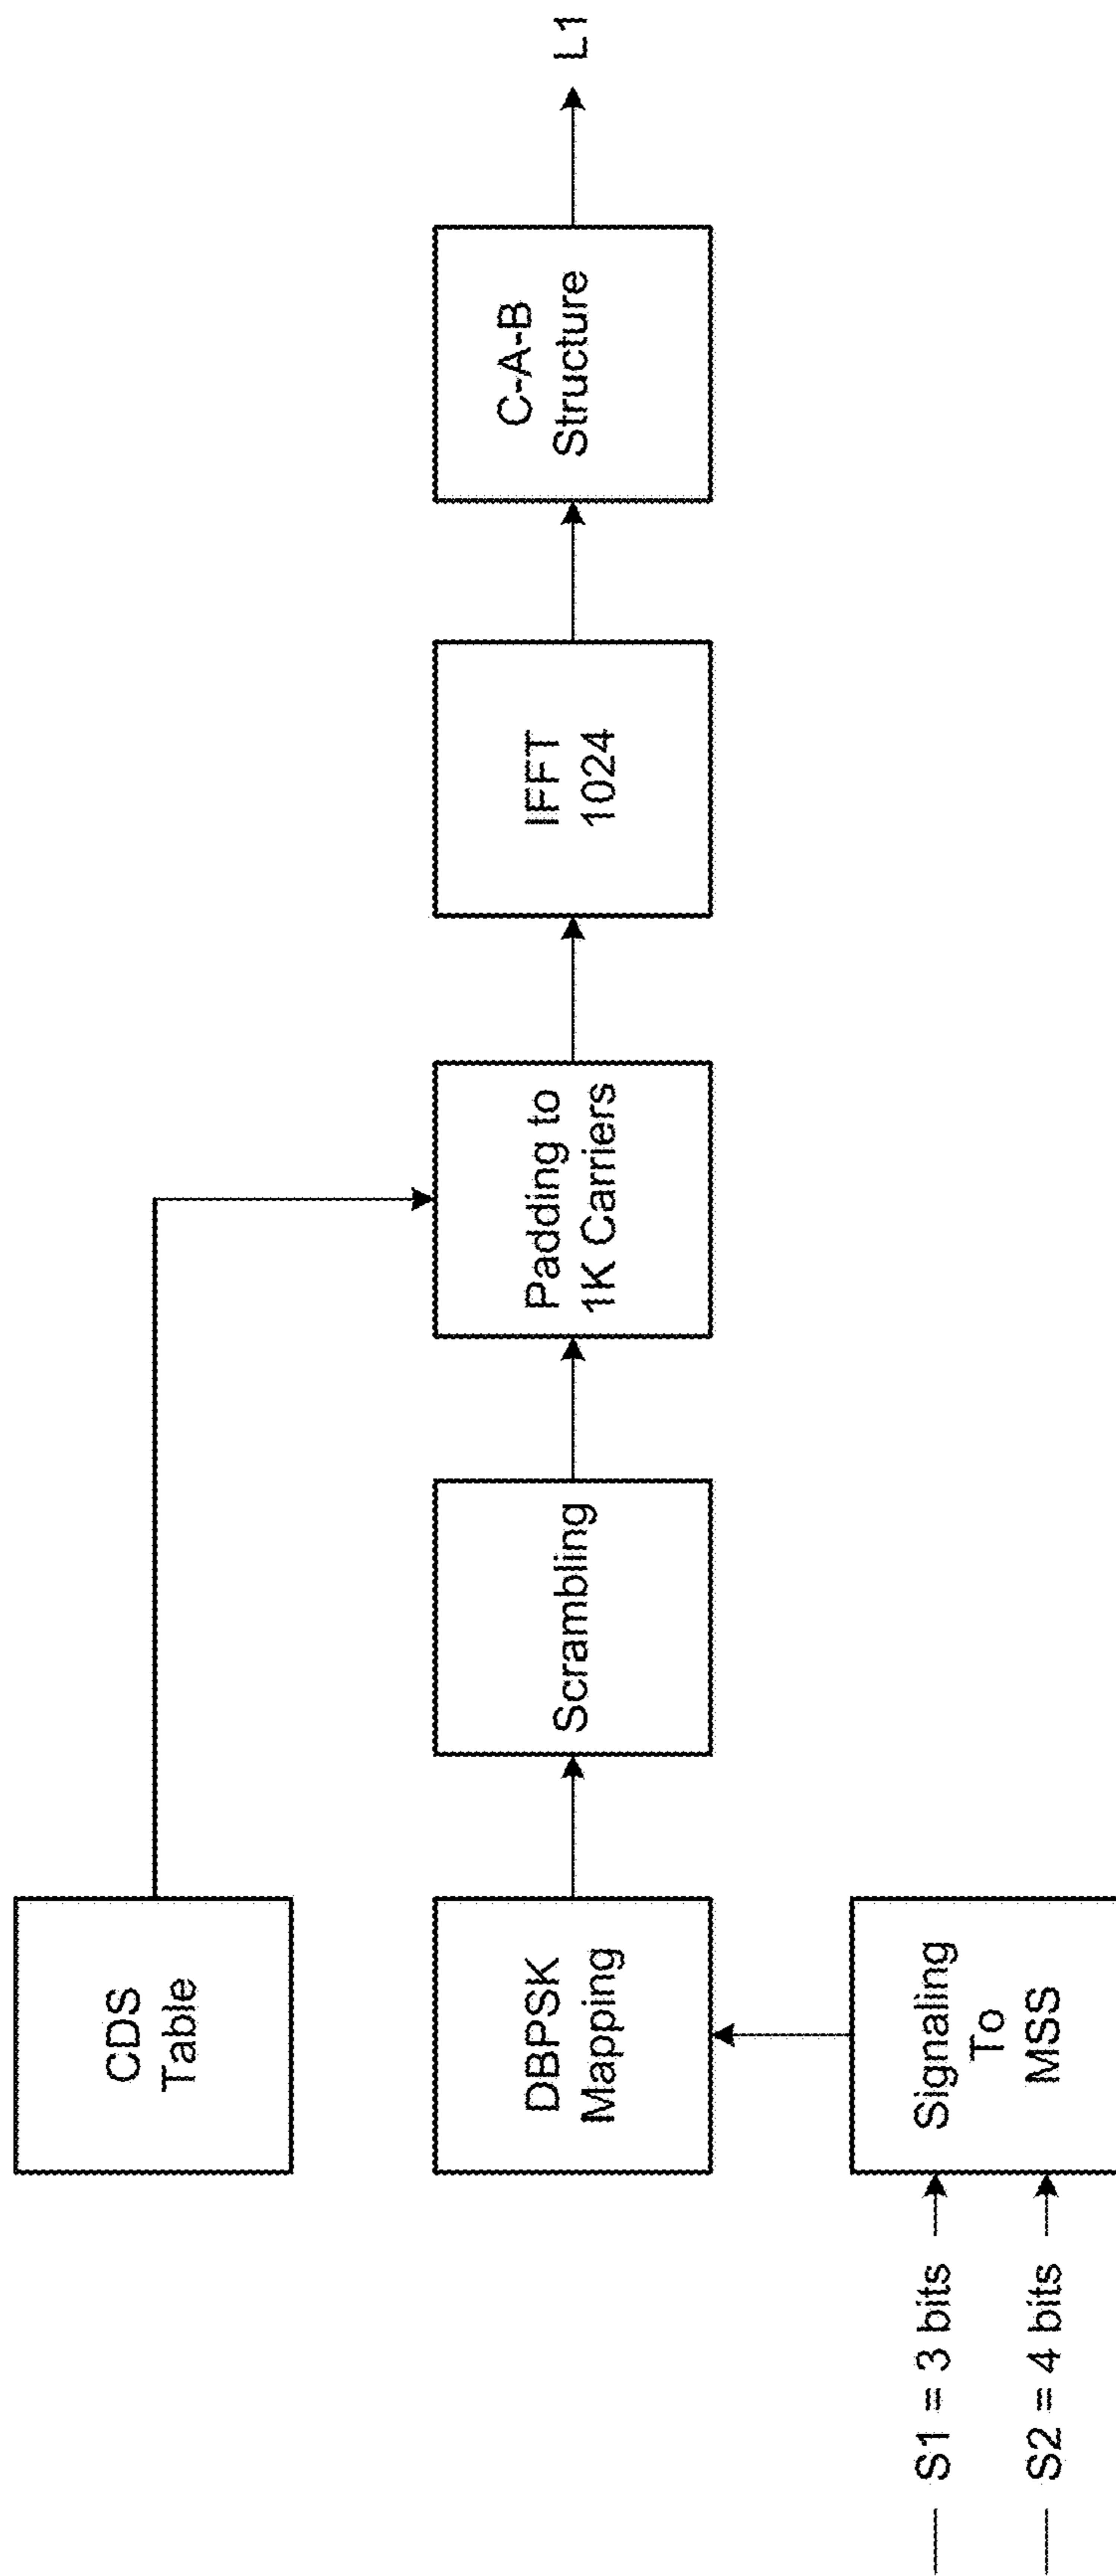 CDS
Table
DBPSK
Mapping
Scrambling
Padding to
1K Carriers
IFFT
1024
C-A-B
Structure
L1
S1 = 3 bits
S2 = 4 bits
Signaling
To
MSS